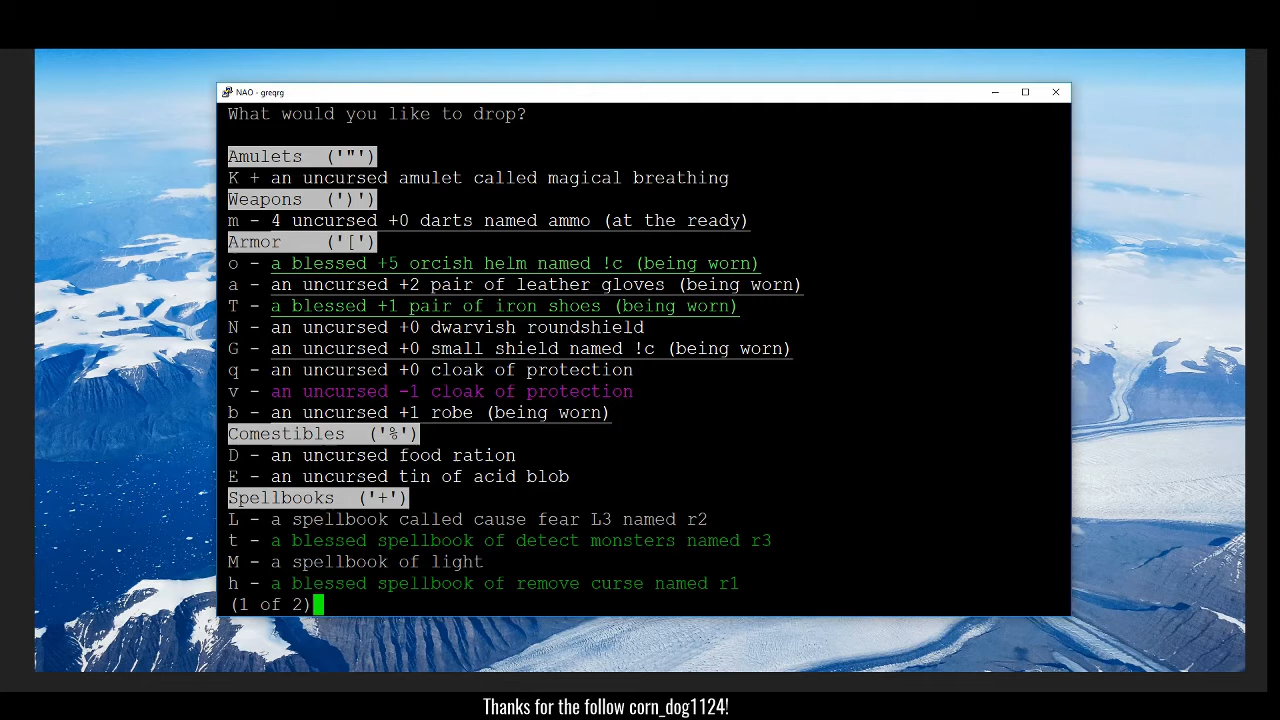 NAO - greqrg
What would you like to drop?
Amulets ('"')
K + an uncursed amulet called magical breathing
Weapons (')')
m - 4 uncursed +0 darts named ammo (at the ready)
Armor ('[')
o - a blessed +5 orcish helm named !c (being worn)
a - an uncursed +2 pair of leather gloves (being worn)
T - a blessed +1 pair of iron shoes (being worn)
N - an uncursed +0 dwarvish roundshield
G - an uncursed +0 small shield named !c (being worn)
q - an uncursed +0 cloak of protection
v - an uncursed -1 cloak of protection
b - an uncursed +1 robe (being worn)
Comestibles ('%')
D - an uncursed food ration
E - an uncursed tin of acid blob
Spellbooks ('+')
L - a spellbook called cause fear L3 named r2
t - a blessed spellbook of detect monsters named r3
M - a spellbook of light
h - a blessed spellbook of remove curse named r1
(1 of 2)
Thanks for the follow corn_dog1124!